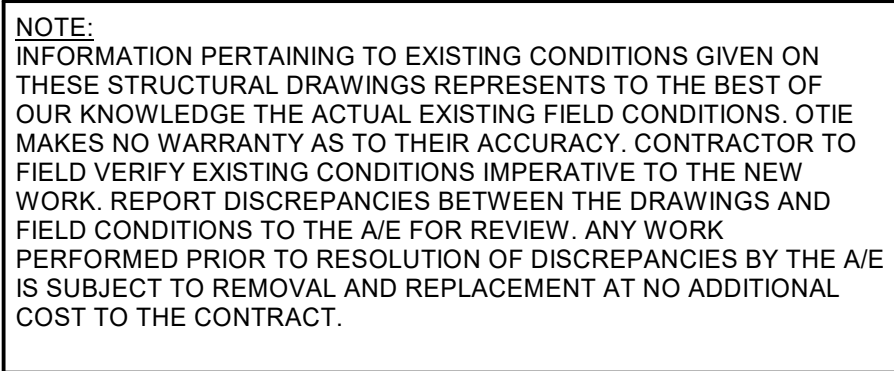 NOTE:
INFORMATION PERTAINING TO EXISTING CONDITIONS GIVEN ON
THESE STRUCTURAL DRAWINGS REPRESENTS TO THE BEST OF
OUR KNOWLEDGE THE ACTUAL EXISTING FIELD CONDITIONS. OTIE
MAKES NO WARRANTY AS TO THEIR ACCURACY. CONTRACTOR TO
FIELD VERIFY EXISTING CONDITIONS IMPERATIVE TO THE NEW
WORK. REPORT DISCREPANCIES BETWEEN THE DRAWINGS AND
FIELD CONDITIONS TO THE A/E FOR REVIEW. ANY WORK
PERFORMED PRIOR TO RESOLUTION OF DISCREPANCIES BY THE A/E
IS SUBJECT TO REMOVAL AND REPLACEMENT AT NO ADDITIONAL
COST TO THE CONTRACT.